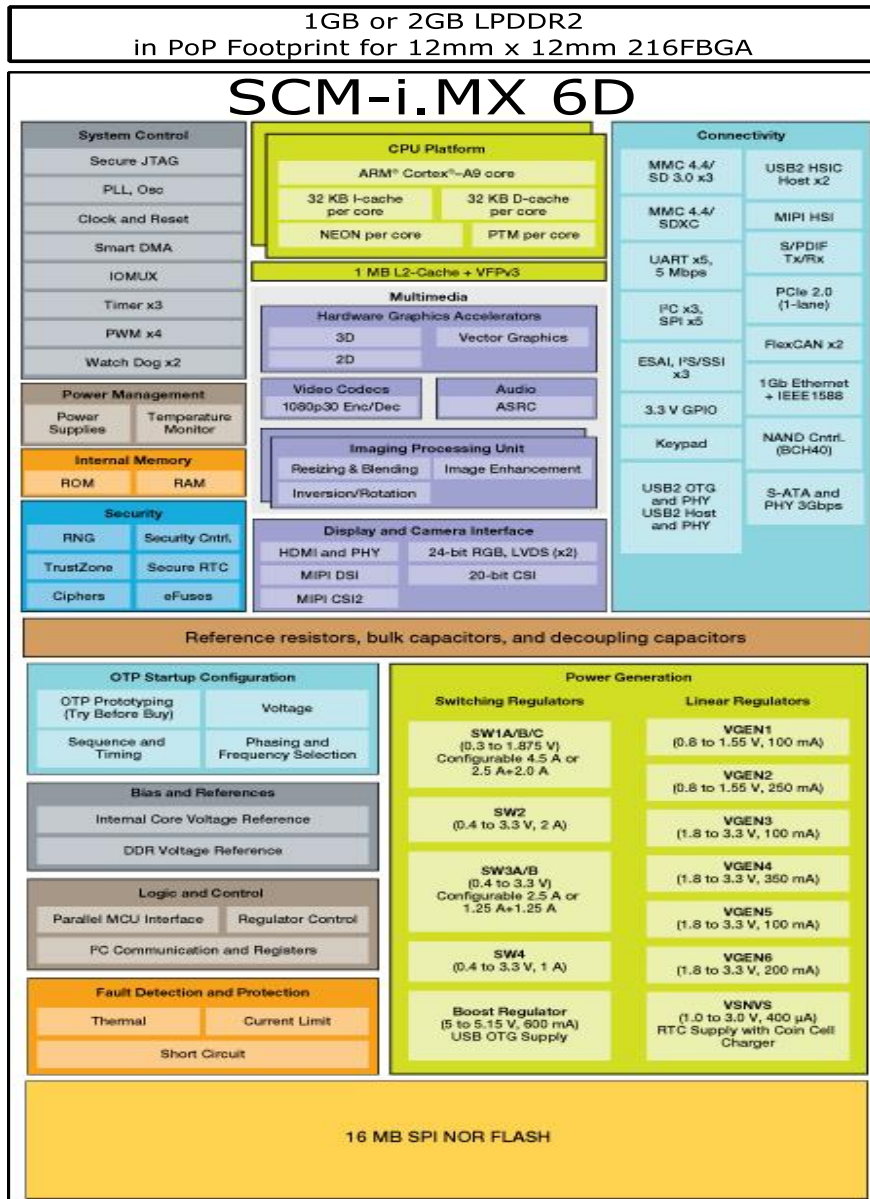 1GB or 2GB LPDDR2
in PoP Footprint for 12mm x 12mm 216FBGA
SCM-i.MX 6D
System Control
Secure JTAG
PLL, Osc
Clock and Reset
Smart DMA
IOMUX
Timer x3
PWM x4
Watch Dog x2
Power Management
Power
Supplies
Temperature
Monitor
Internal Memory
ROM
RAM
Security
RNG
Security Cntrl.
TrustZone
Secure RTC
Ciphers
eFuses
CPU Platform
ARM® Cortex®–A9 core
32 KB I-cache
per core
32 KB D-cache
per core
NEON per core
PTM per core
1 MB L2-Cache + VFPv3
Multimedia
Hardware Graphics Accelerators
3D
Vector Graphics
2D
Video Codecs
1080p30 Enc/Dec
Audio
ASRC
Imaging Processing Unit
Resizing & Blending
Image Enhancement
Inversion/Rotation
Display and Camera Interface
HDMI and PHY
24-bit RGB, LVDS (x2)
MIPI DSI
20-bit CSI
MIPI CSI2
Connectivity
MMC 4.4/
SD 3.0 x3
MMC 4.4/
SDXC
UART x5,
5 Mbps
I²C x3,
SPI x5
ESAI, I²S/SSI
x3
3.3 V GPIO
Keypad
USB2 OTG
and PHY
USB2 Host
and PHY
USB2 HSIC
Host x2
MIPI HSI
S/PDIF
Tx/Rx
PCIe 2.0
(1-lane)
FlexCAN x2
1Gb Ethernet
+ IEEE1588
NAND Cntrl.
(BCH40)
S-ATA and
PHY 3Gbps
Reference resistors, bulk capacitors, and decoupling capacitors
OTP Startup Configuration
OTP Prototyping
(Try Before Buy)
Voltage
Sequence and
Timing
Phasing and
Frequency Selection
Bias and References
Internal Core Voltage Reference
DDR Voltage Reference
Logic and Control
Parallel MCU Interface
Regulator Control
I²C Communication and Registers
Fault Detection and Protection
Thermal
Current Limit
Short Circuit
Power Generation
Switching Regulators
SW1A/B/C
(0.3 to 1.875 V)
Configurable 4.5 A or
2.5 A+2.0 A
SW2
(0.4 to 3.3 V, 2 A)
SW3A/B
(0.4 to 3.3 V)
Configurable 2.5 A or
1.25 A+1.25 A
SW4
(0.4 to 3.3 V, 1 A)
Boost Regulator
(5 to 5.15 V, 600 mA)
USB OTG Supply
Linear Regulators
VGEN1
(0.8 to 1.55 V, 100 mA)
VGEN2
(0.8 to 1.55 V, 250 mA)
VGEN3
(1.8 to 3.3 V, 100 mA)
VGEN4
(1.8 to 3.3 V, 350 mA)
VGEN5
(1.8 to 3.3 V, 100 mA)
VGEN6
(1.8 to 3.3 V, 200 mA)
VSNVS
(1.0 to 3.0 V, 400 µA)
RTC Supply with Coin Cell
Charger
16 MB SPI NOR FLASH